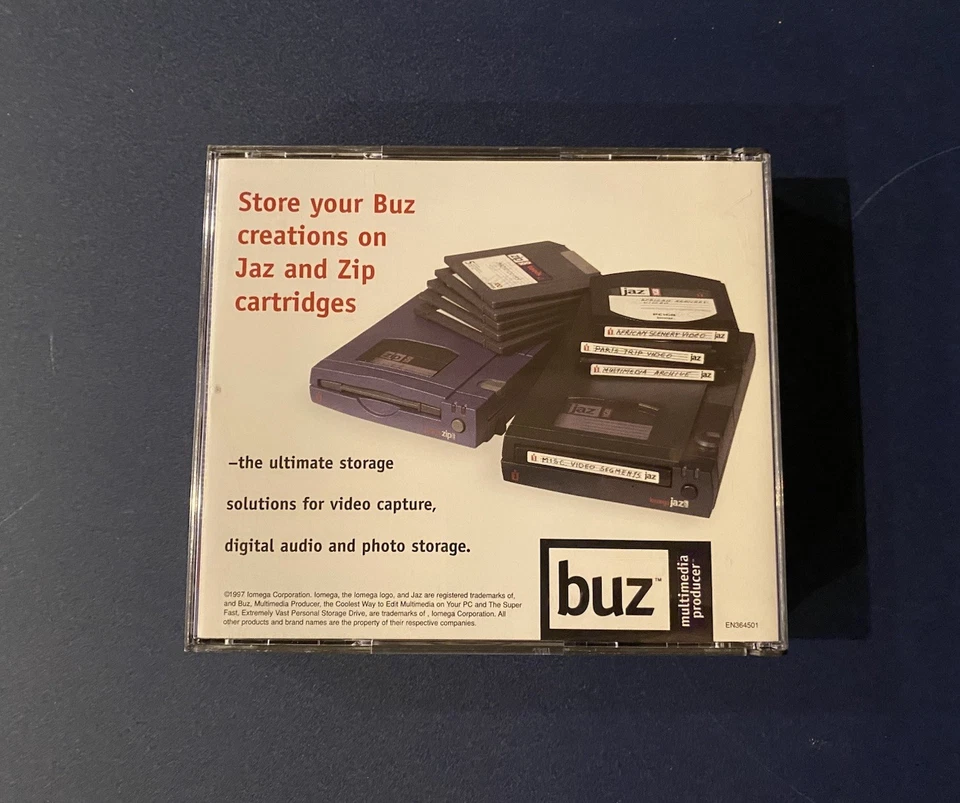 Store your Buz
creations on
Jaz and Zip
cartridges
zip
jaz
AFRICAN SCENERY VIDEO jaz
PARIS TRIP VIDEO jaz
MULTIMEDIA ARCHIVE jaz
jaz
MISC. VIDEO SEGMENTS jaz
zip
jaz
–the ultimate storage
solutions for video capture,
digital audio and photo storage.
©1997 Iomega Corporation. Iomega, the Iomega logo, and Jaz are registered trademarks of,
and Buz, Multimedia Producer, the Coolest Way to Edit Multimedia on Your PC and The Super
Fast, Extremely Vast Personal Storage Drive, are trademarks of , Iomega Corporation. All
other products and brand names are the property of their respective companies.
buz™
multimedia
producer™
EN364501